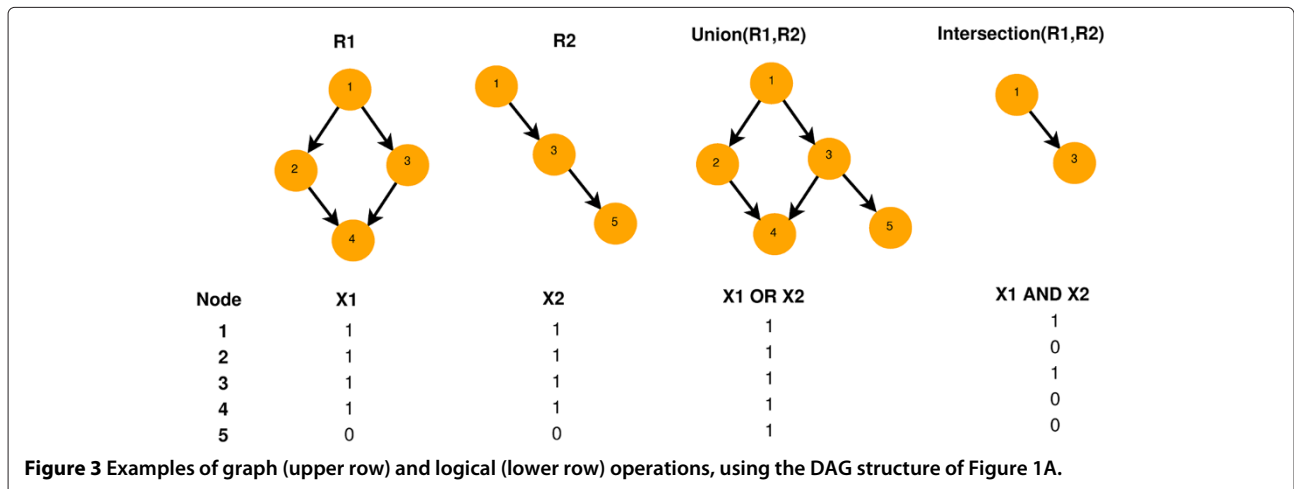 R1 R2 Union(R1,R2) Intersection(R1,R2)
1 1 1 1
2 3 3 2 3 3
4 5 4 5
Node X1 X2 X1 OR X2 X1 AND X2
1 1 1 1 1
2 1 1 1 0
3 1 1 1 1
4 1 1 1 0
5 0 0 1 0
Figure 3 Examples of graph (upper row) and logical (lower row) operations, using the DAG structure of Figure 1A.